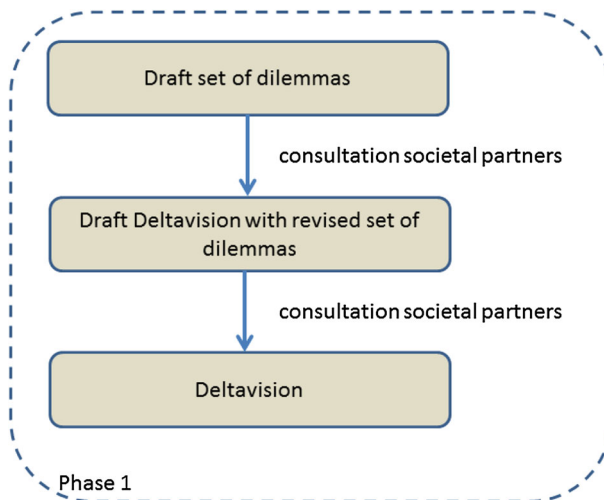 Draft set of dilemmas
consultation societal partners
Draft Deltavision with revised set of
dilemmas
consultation societal partners
Deltavision
Phase 1